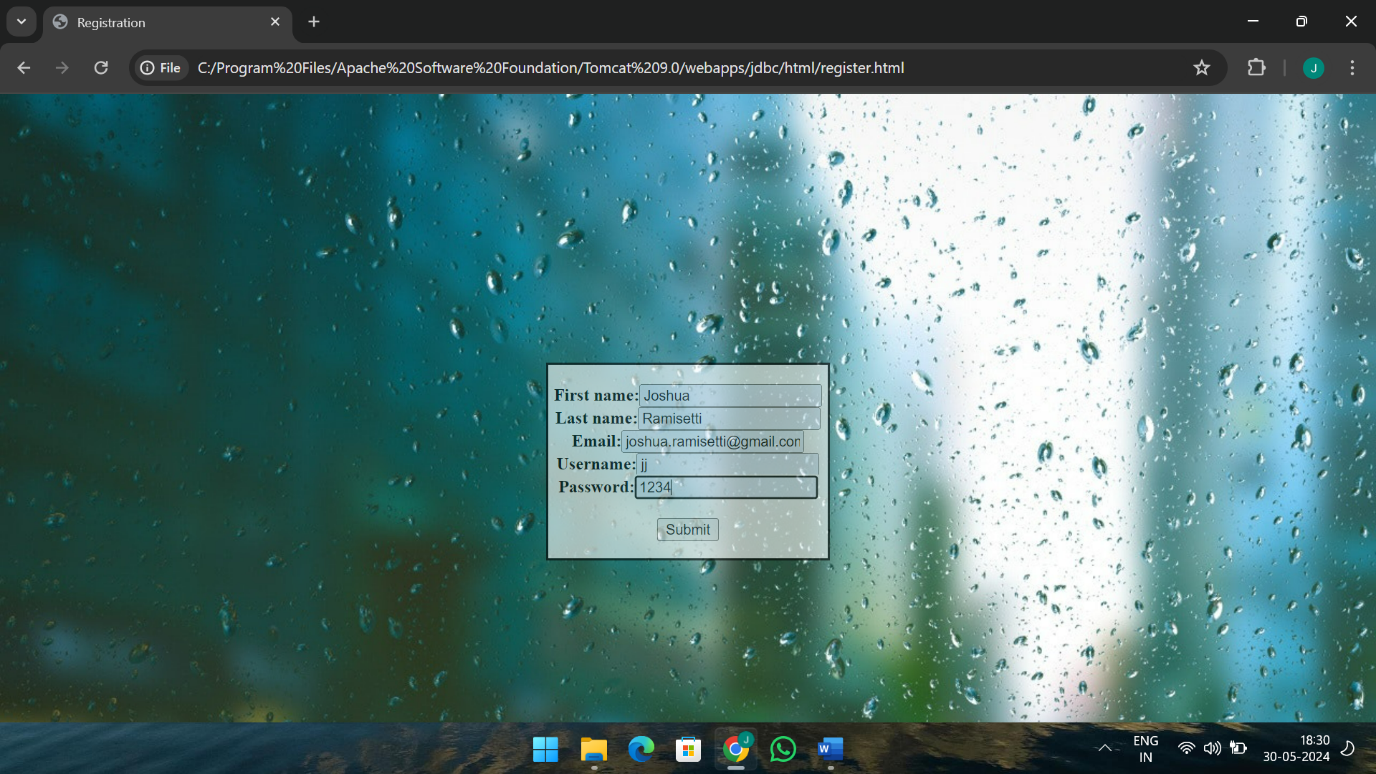 Registration
File
C:/Program%20Files/Apache%20Software%20Foundation/Tomcat%209.0/webapps/jdbc/html/register.html
J
First name: Joshua
Last name: Ramisetti
Email: joshua.ramisetti@gmail.com
Username: jj
Password: 1234
Submit
J
W
ENG
IN
18:30
30-05-2024